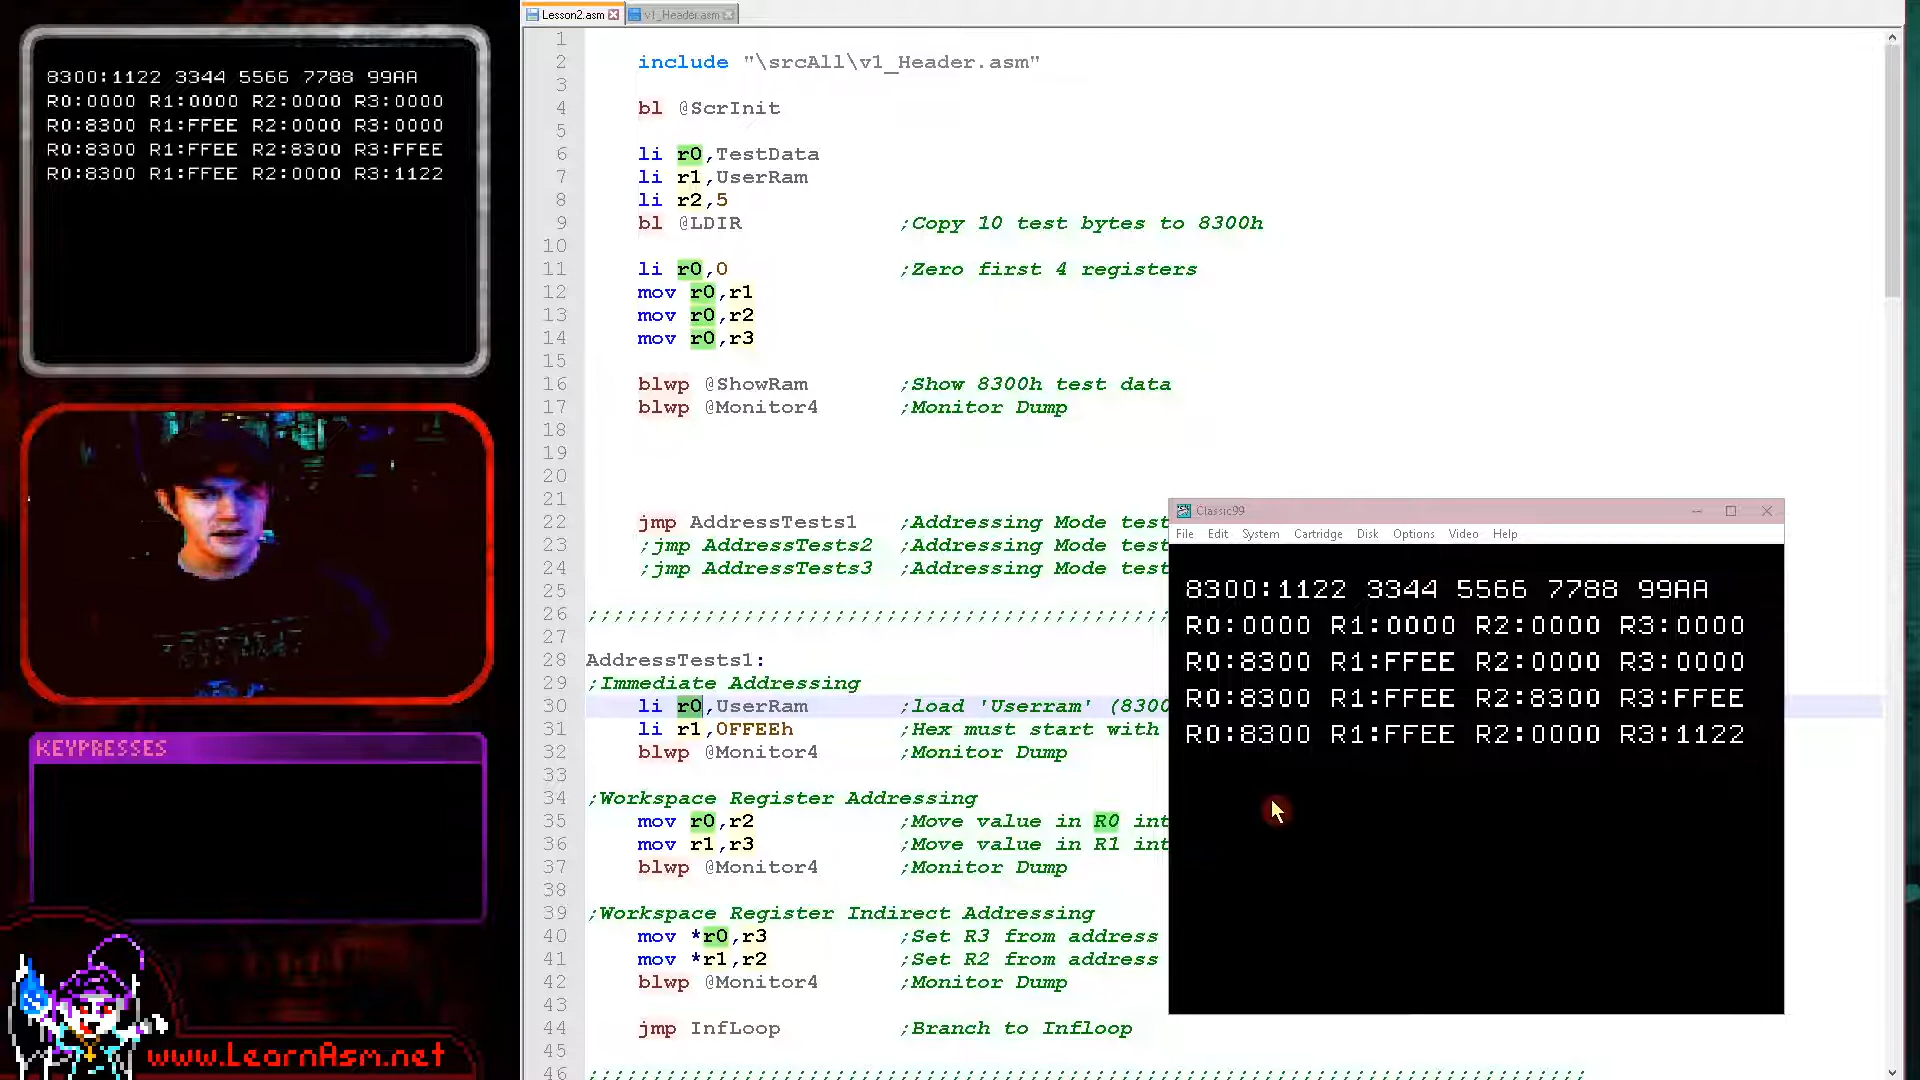 8300:1122 3344 5566 7788 99AA
R0:0000 R1:0000 R2:0000 R3:0000
R0:8300 R1:FFEE R2:0000 R3:0000
R0:8300 R1:FFEE R2:8300 R3:FFEE
R0:8300 R1:FFEE R2:0000 R3:1122
KEYPRESSES
www.LearnAsm.net
Lesson2.asm
v1_Header.asm
1
2 include "\srcAll\v1_Header.asm"
3
4 bl @ScrInit
5
6 li r0,TestData
7 li r1,UserRam
8 li r2,5
9 bl @LDIR ;Copy 10 test bytes to 8300h
10
11 li r0,0 ;Zero first 4 registers
12 mov r0,r1
13 mov r0,r2
14 mov r0,r3
15
16 blwp @ShowRam ;Show 8300h test data
17 blwp @Monitor4 ;Monitor Dump
18
19
20
21
22 jmp AddressTests1 ;Addressing Mode test
23 ;jmp AddressTests2 ;Addressing Mode test
24 ;jmp AddressTests3 ;Addressing Mode test
25
26 ;;;;;;;;;;;;;;;;;;;;;;;;;;;;;;;;;;;;;;;;;;;;
27
28 AddressTests1:
29 ;Immediate Addressing
30 li r0,UserRam ;load 'Userram' (8300
31 li r1,0FFEEh ;Hex must start with
32 blwp @Monitor4 ;Monitor Dump
33
34 ;Workspace Register Addressing
35 mov r0,r2 ;Move value in R0 int
36 mov r1,r3 ;Move value in R1 int
37 blwp @Monitor4 ;Monitor Dump
38
39 ;Workspace Register Indirect Addressing
40 mov *r0,r3 ;Set R3 from address
41 mov *r1,r2 ;Set R2 from address
42 blwp @Monitor4 ;Monitor Dump
43
44 jmp InfLoop ;Branch to Infloop
45
46 ;;;;;;;;;;;;;;;;;;;;;;;;;;;;;;;;;;;;;;;;;;;;;;;;;;;;;;;;;;;;;;;;;;;;;;;;;;;;
Classic99
File Edit System Cartridge Disk Options Video Help
8300:1122 3344 5566 7788 99AA
R0:0000 R1:0000 R2:0000 R3:0000
R0:8300 R1:FFEE R2:0000 R3:0000
R0:8300 R1:FFEE R2:8300 R3:FFEE
R0:8300 R1:FFEE R2:0000 R3:1122